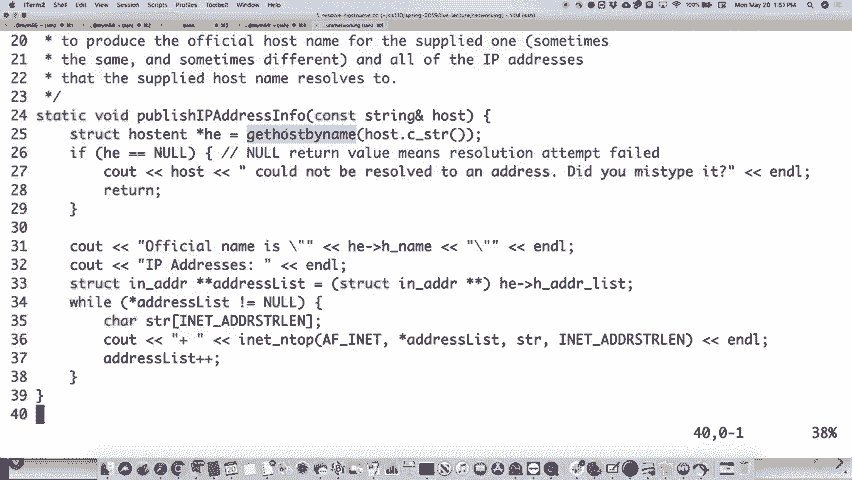 iTerm2 Shell Edit View Session Scripts Profiles Toolbelt Window Help
100%
Mon May 20 1:51 PM
20 * to produce the official host name for the supplied one (sometimes
21 * the same, and sometimes different) and all of the IP addresses
22 * that the supplied host name resolves to.
23 */
24 static void publishIPAddressInfo(const string& host) {
25 struct hostent *he = gethostbyname(host.c_str());
26 if (he == NULL) { // NULL return value means resolution attempt failed
27 cout << host << " could not be resolved to an address. Did you mistype it?" << endl;
28 return;
29 }
30
31 cout << "Official name is \"" << he->h_name << "\"" << endl;
32 cout << "IP Addresses: " << endl;
33 struct in_addr **addressList = (struct in_addr **) he->h_addr_list;
34 while (*addressList != NULL) {
35 char str[INET_ADDRSTRLEN];
36 cout << "+ " << inet_ntop(AF_INET, *addressList, str, INET_ADDRSTRLEN) << endl;
37 addressList++;
38 }
39 }
40
40,0-1 38%